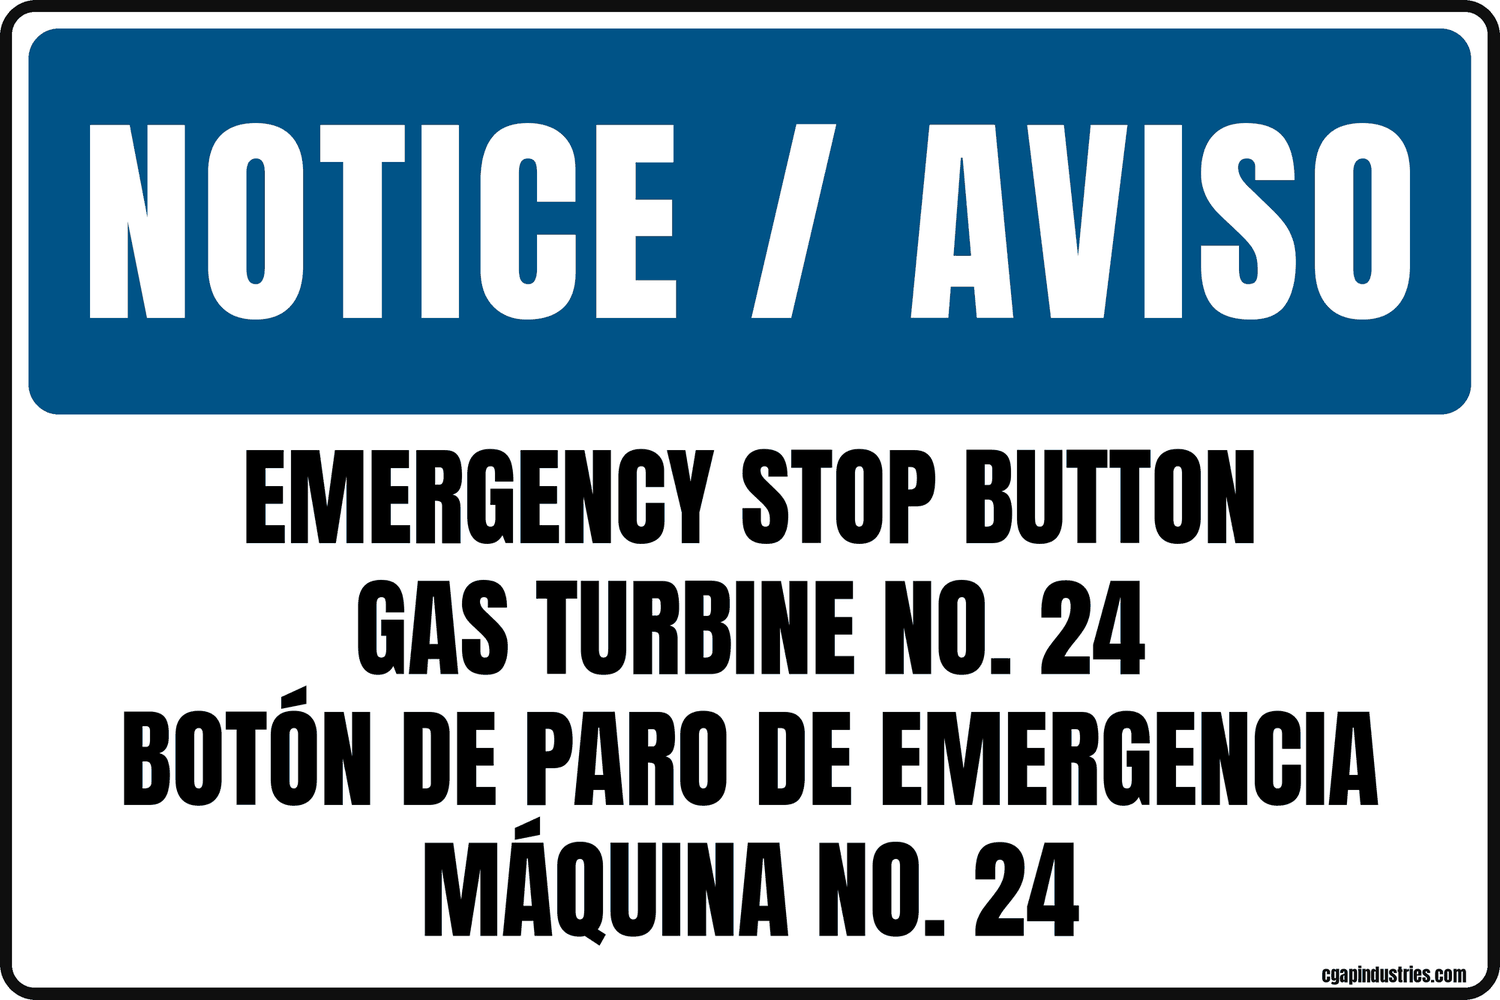 NOTICE / AVISO
EMERGENCY STOP BUTTON
GAS TURBINE NO. 24
BOTÓN DE PARO DE EMERGENCIA
MÁQUINA NO. 24
cgapindustries.com